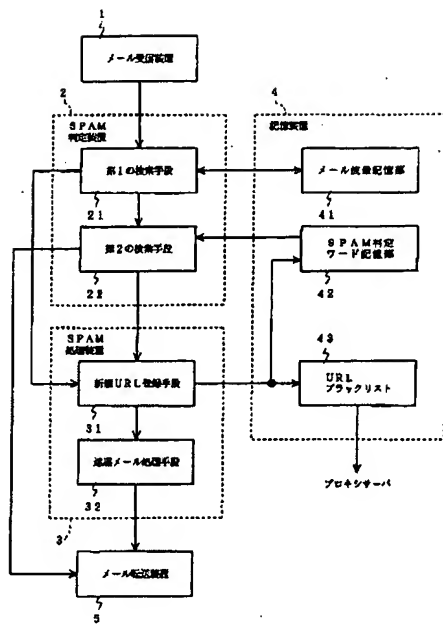 1
メール受信装置
2
SPAM
判定装置
第1の検索手段
21
第2の検索手段
22
4
記憶装置
メール流量記憶部
41
SPAM判定
ワード記憶部
42
SPAM
処理装置
新規URL登録手段
31
迷惑メール処理手段
32
3
43
URL
ブラックリスト
プロキシサーバ
メール転送装置
5